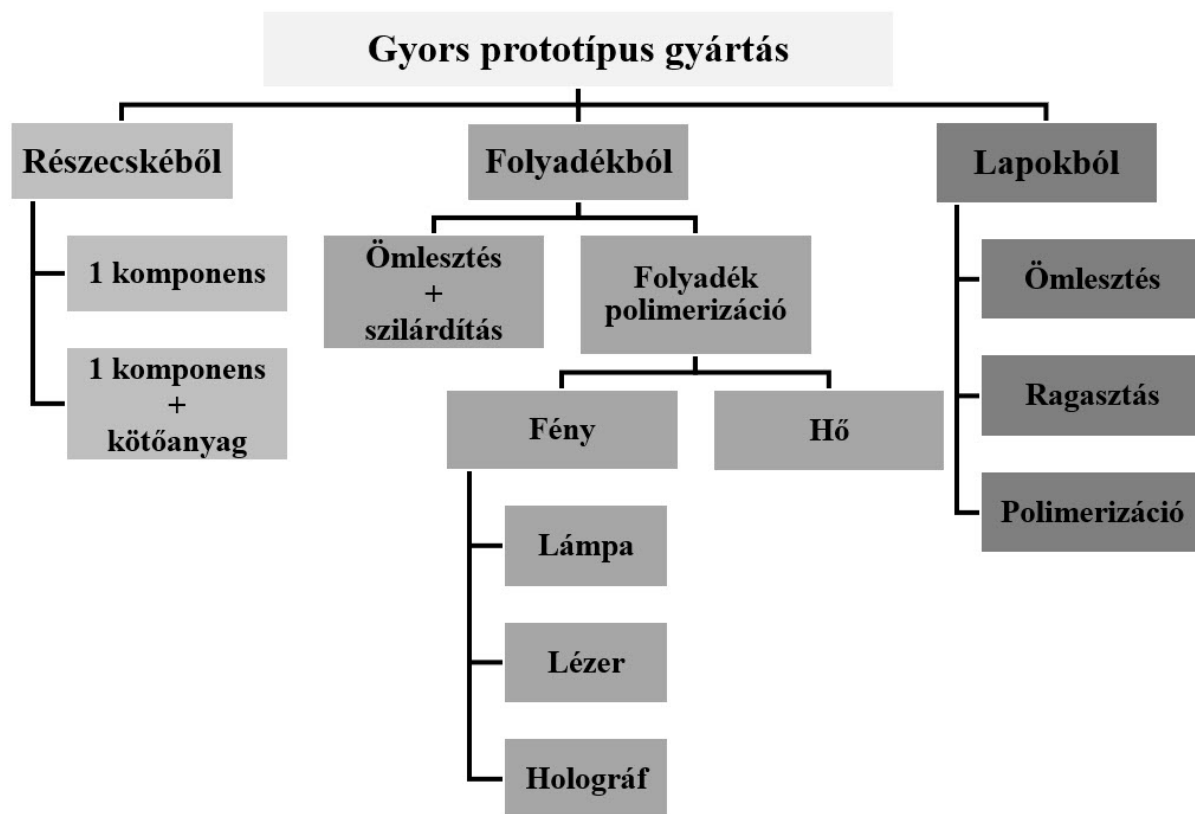 Gyors prototípus gyártás
Részecskéből
1 komponens
1 komponens
+
kötőanyag
Folyadékból
Ömlesztés
+
szilárdítás
Folyadék
polimerizáció
Fény
Lámpa
Lézer
Holográf
Hő
Lapokból
Ömlesztés
Ragasztás
Polimerizáció